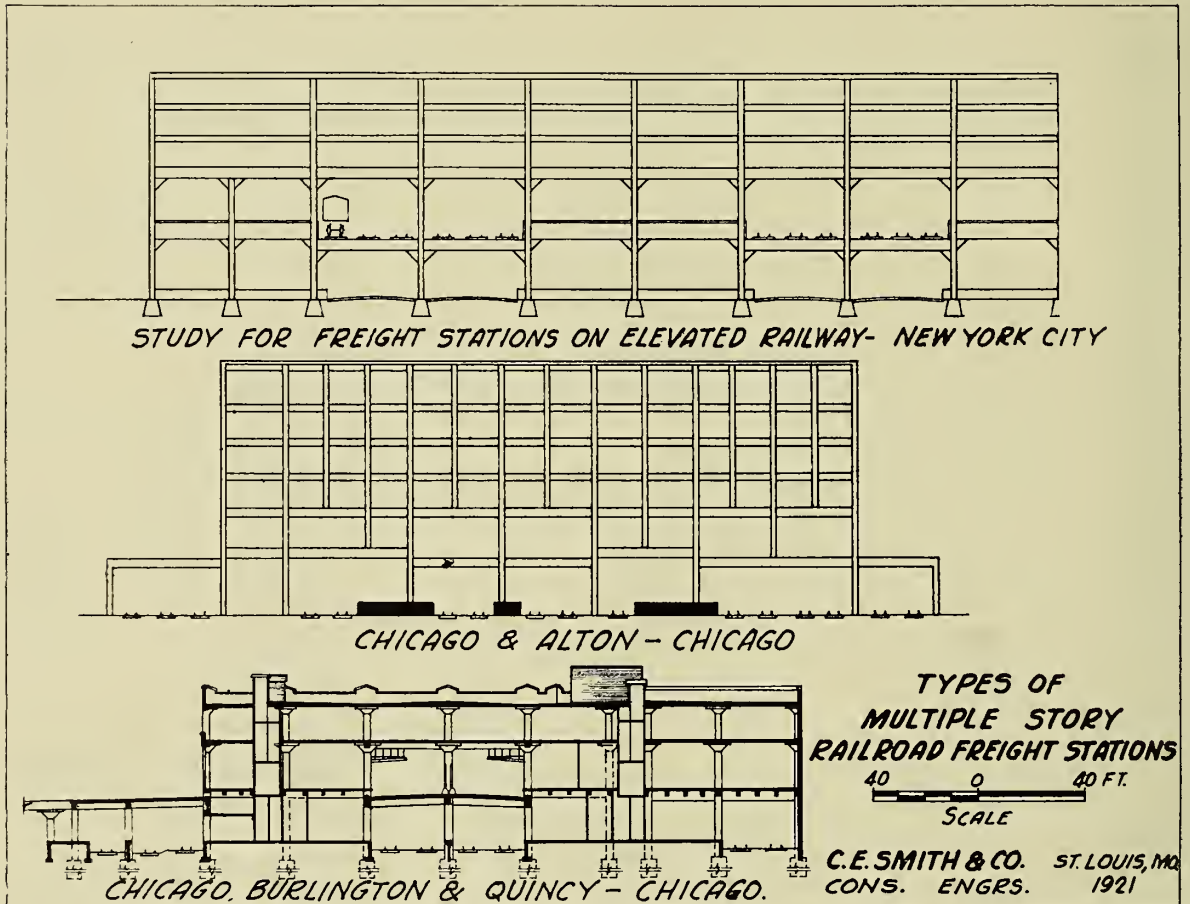 STUDY FOR FREIGHT STATIONS ON ELEVATED RAILWAY- NEW YORK CITY
CHICAGO & ALTON - CHICAGO
TYPES OF
MULTIPLE STORY
RAILROAD FREIGHT STATIONS
40 0 40 FT.
SCALE
C.E. SMITH & CO. ST. LOUIS, MO.
CONS. ENGRS. 1921
CHICAGO, BURLINGTON & QUINCY - CHICAGO.